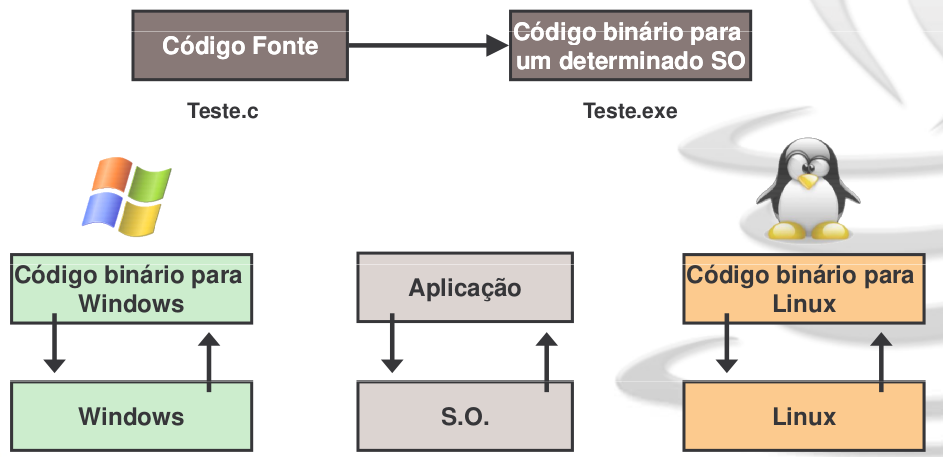 Código Fonte
Código binário para
um determinado SO
Teste.c
Teste.exe
Código binário para
Windows
Aplicação
Código binário para
Linux
Windows
S.O.
Linux